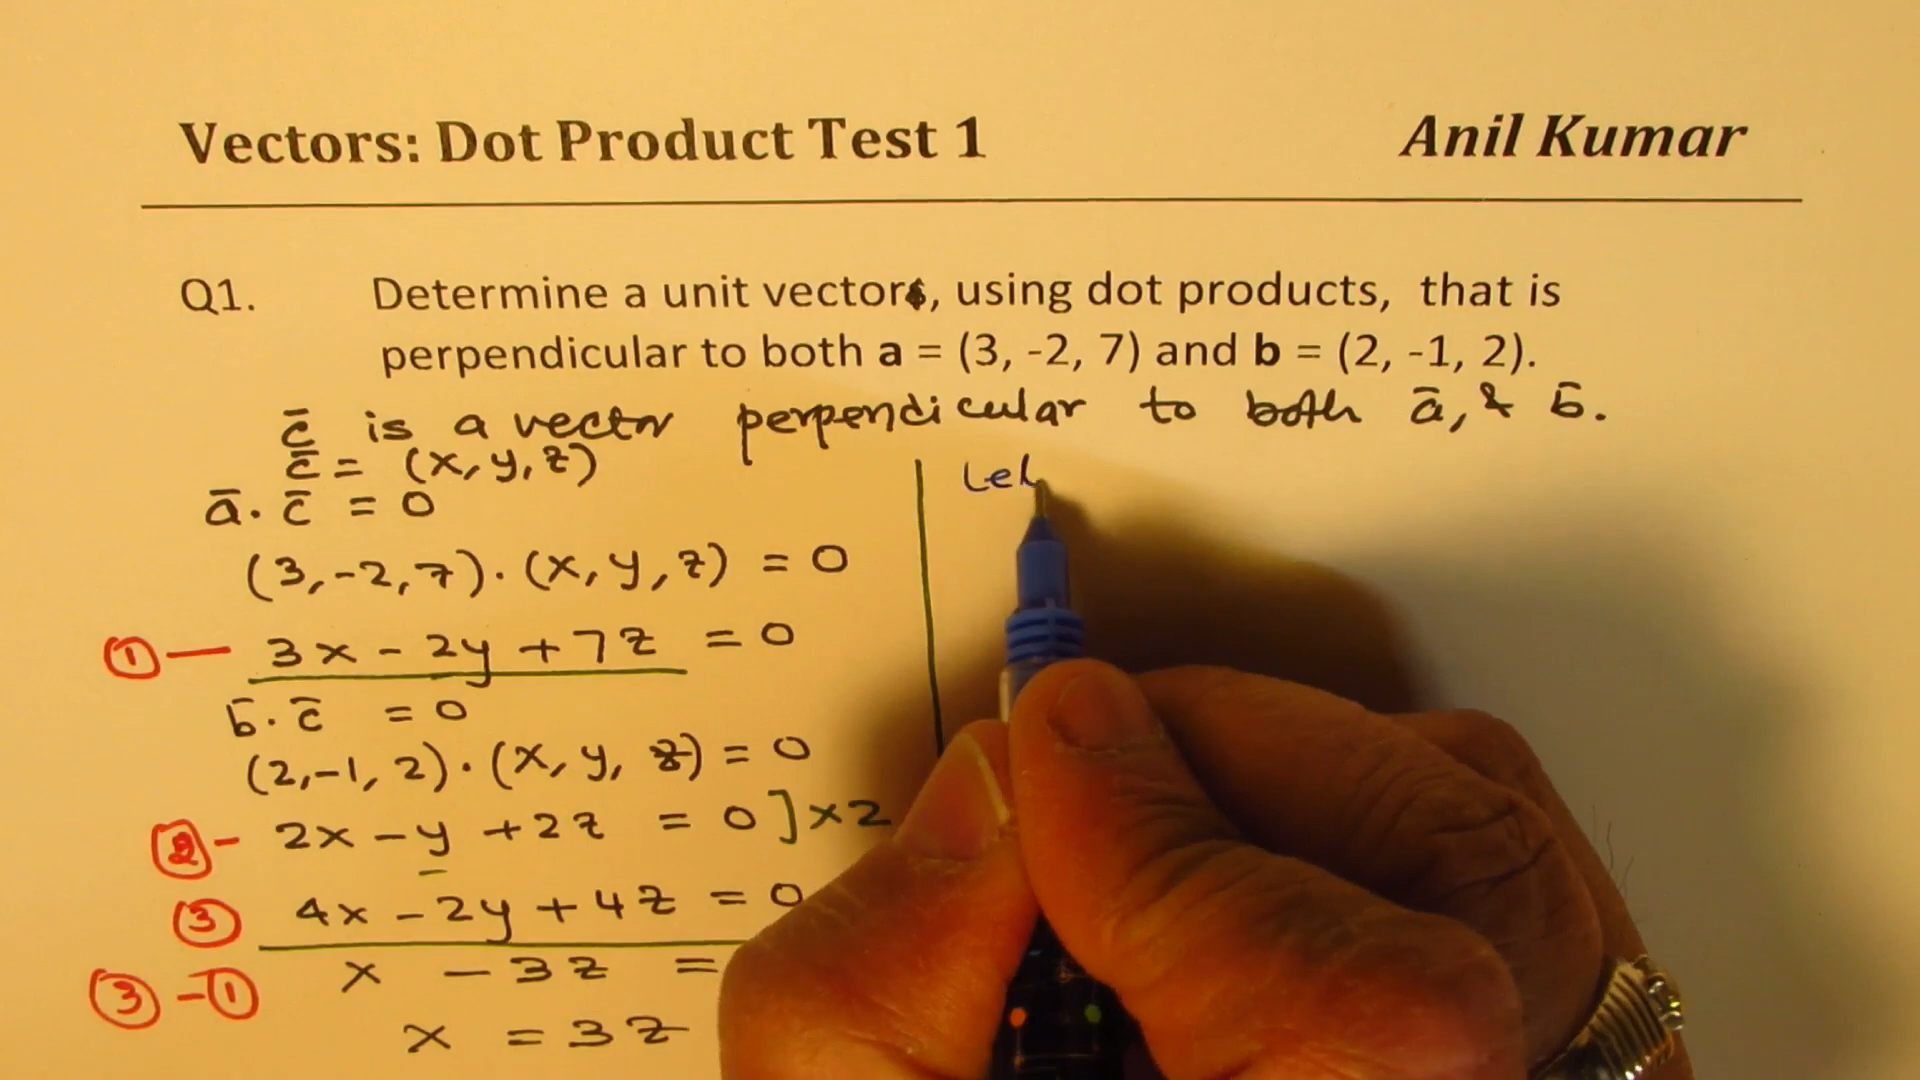 Vectors: Dot Product Test 1 Anil Kumar
Q1. Determine a unit vector, using dot products, that is
perpendicular to both a = (3, -2, 7) and b = (2, -1, 2).
c̄ is a vector perpendicular to both ā, & b̄.
c̄ = (x, y, z)
ā. c̄ = 0
(3, -2, 7). (x, y, z) = 0
① — 3x - 2y + 7z = 0
b̄. c̄ = 0
(2, -1, 2). (x, y, z) = 0
② - 2x - y + 2z = 0 ] x2
③ 4x - 2y + 4z = 0
③ - ① x - 3z =
x = 3z
Let